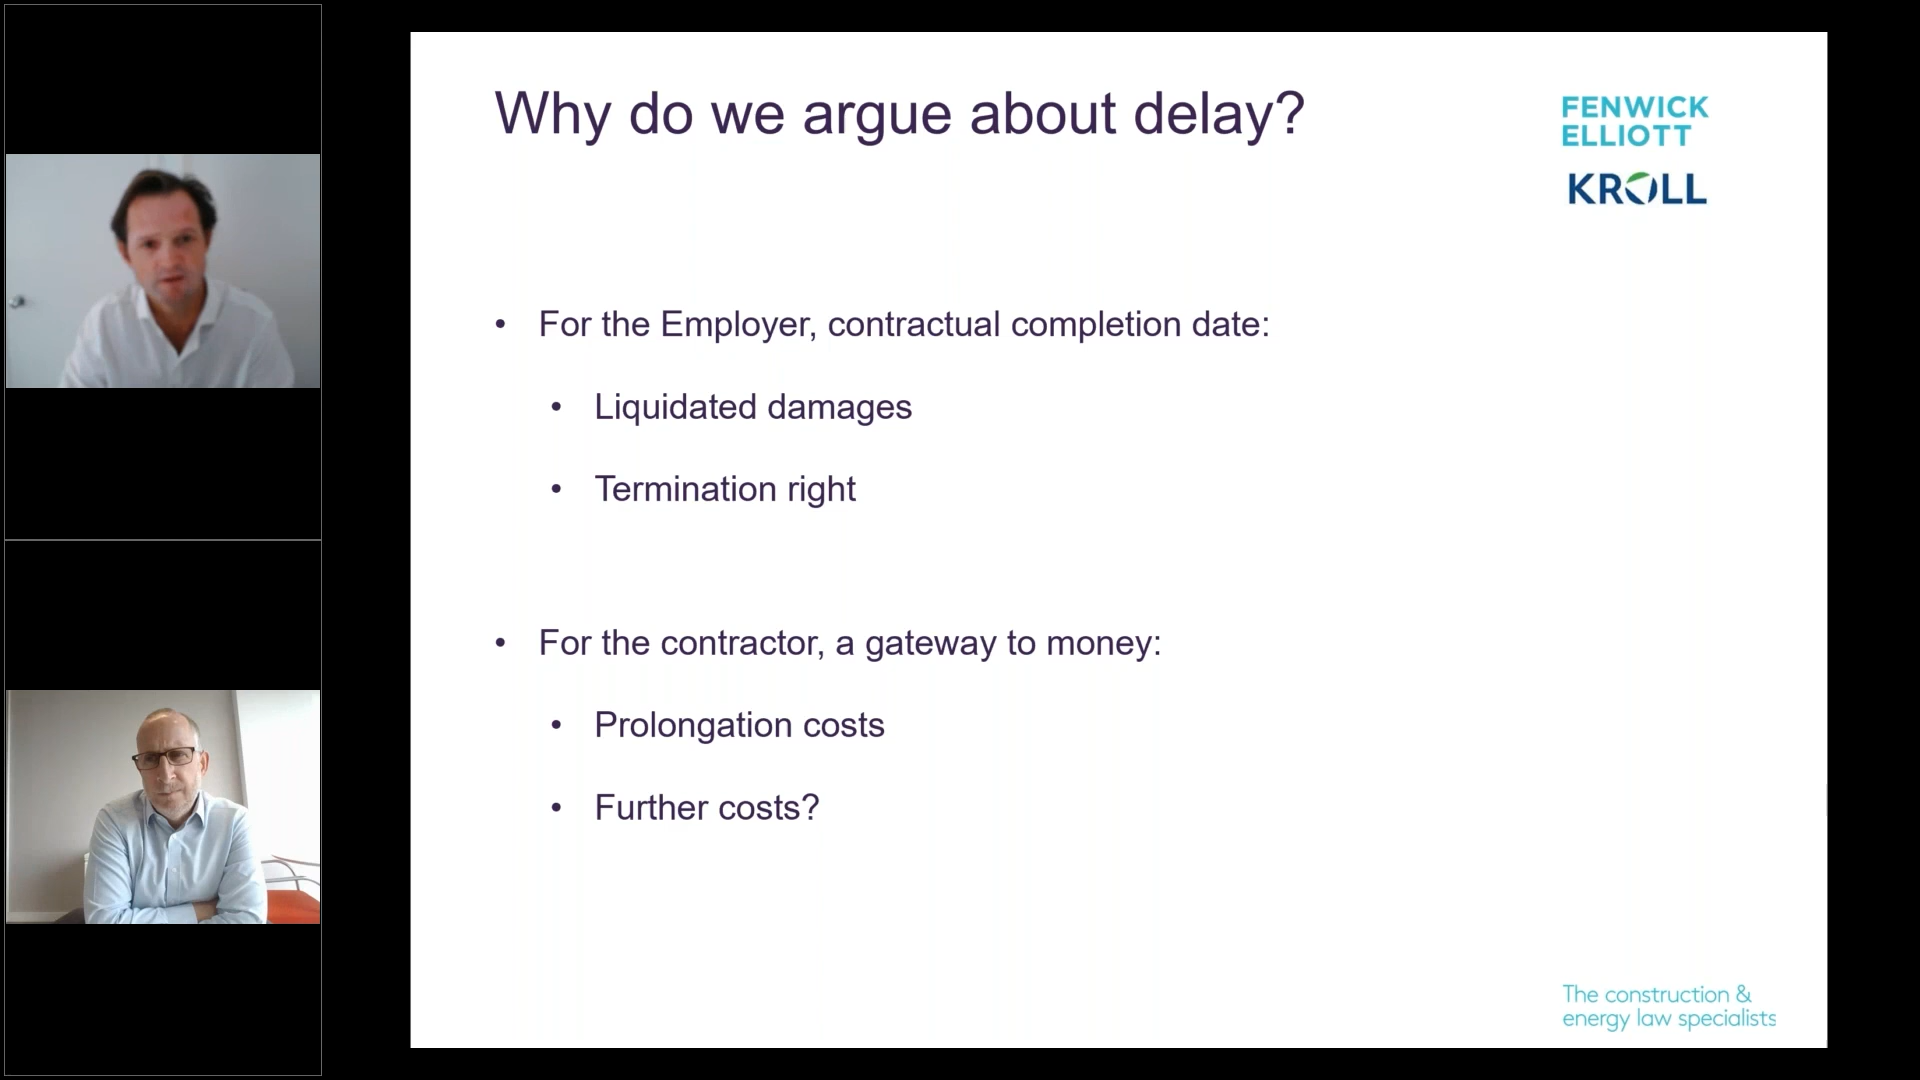 Why do we argue about delay?
FENWICK
ELLIOTT
KROLL
• For the Employer, contractual completion date:
• Liquidated damages
• Termination right
• For the contractor, a gateway to money:
• Prolongation costs
• Further costs?
The construction &
energy law specialists